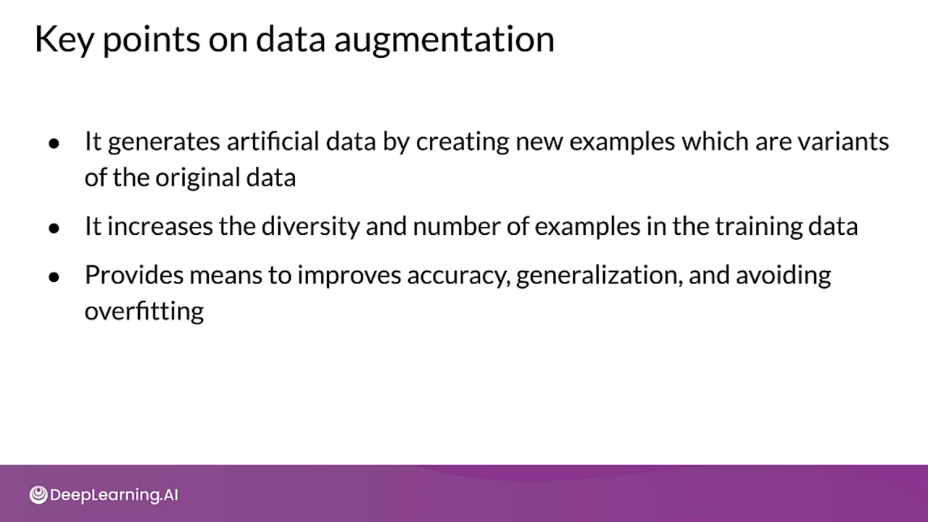 Key points on data augmentation
● It generates artificial data by creating new examples which are variants
of the original data
● It increases the diversity and number of examples in the training data
● Provides means to improves accuracy, generalization, and avoiding
overfitting
DeepLearning.AI